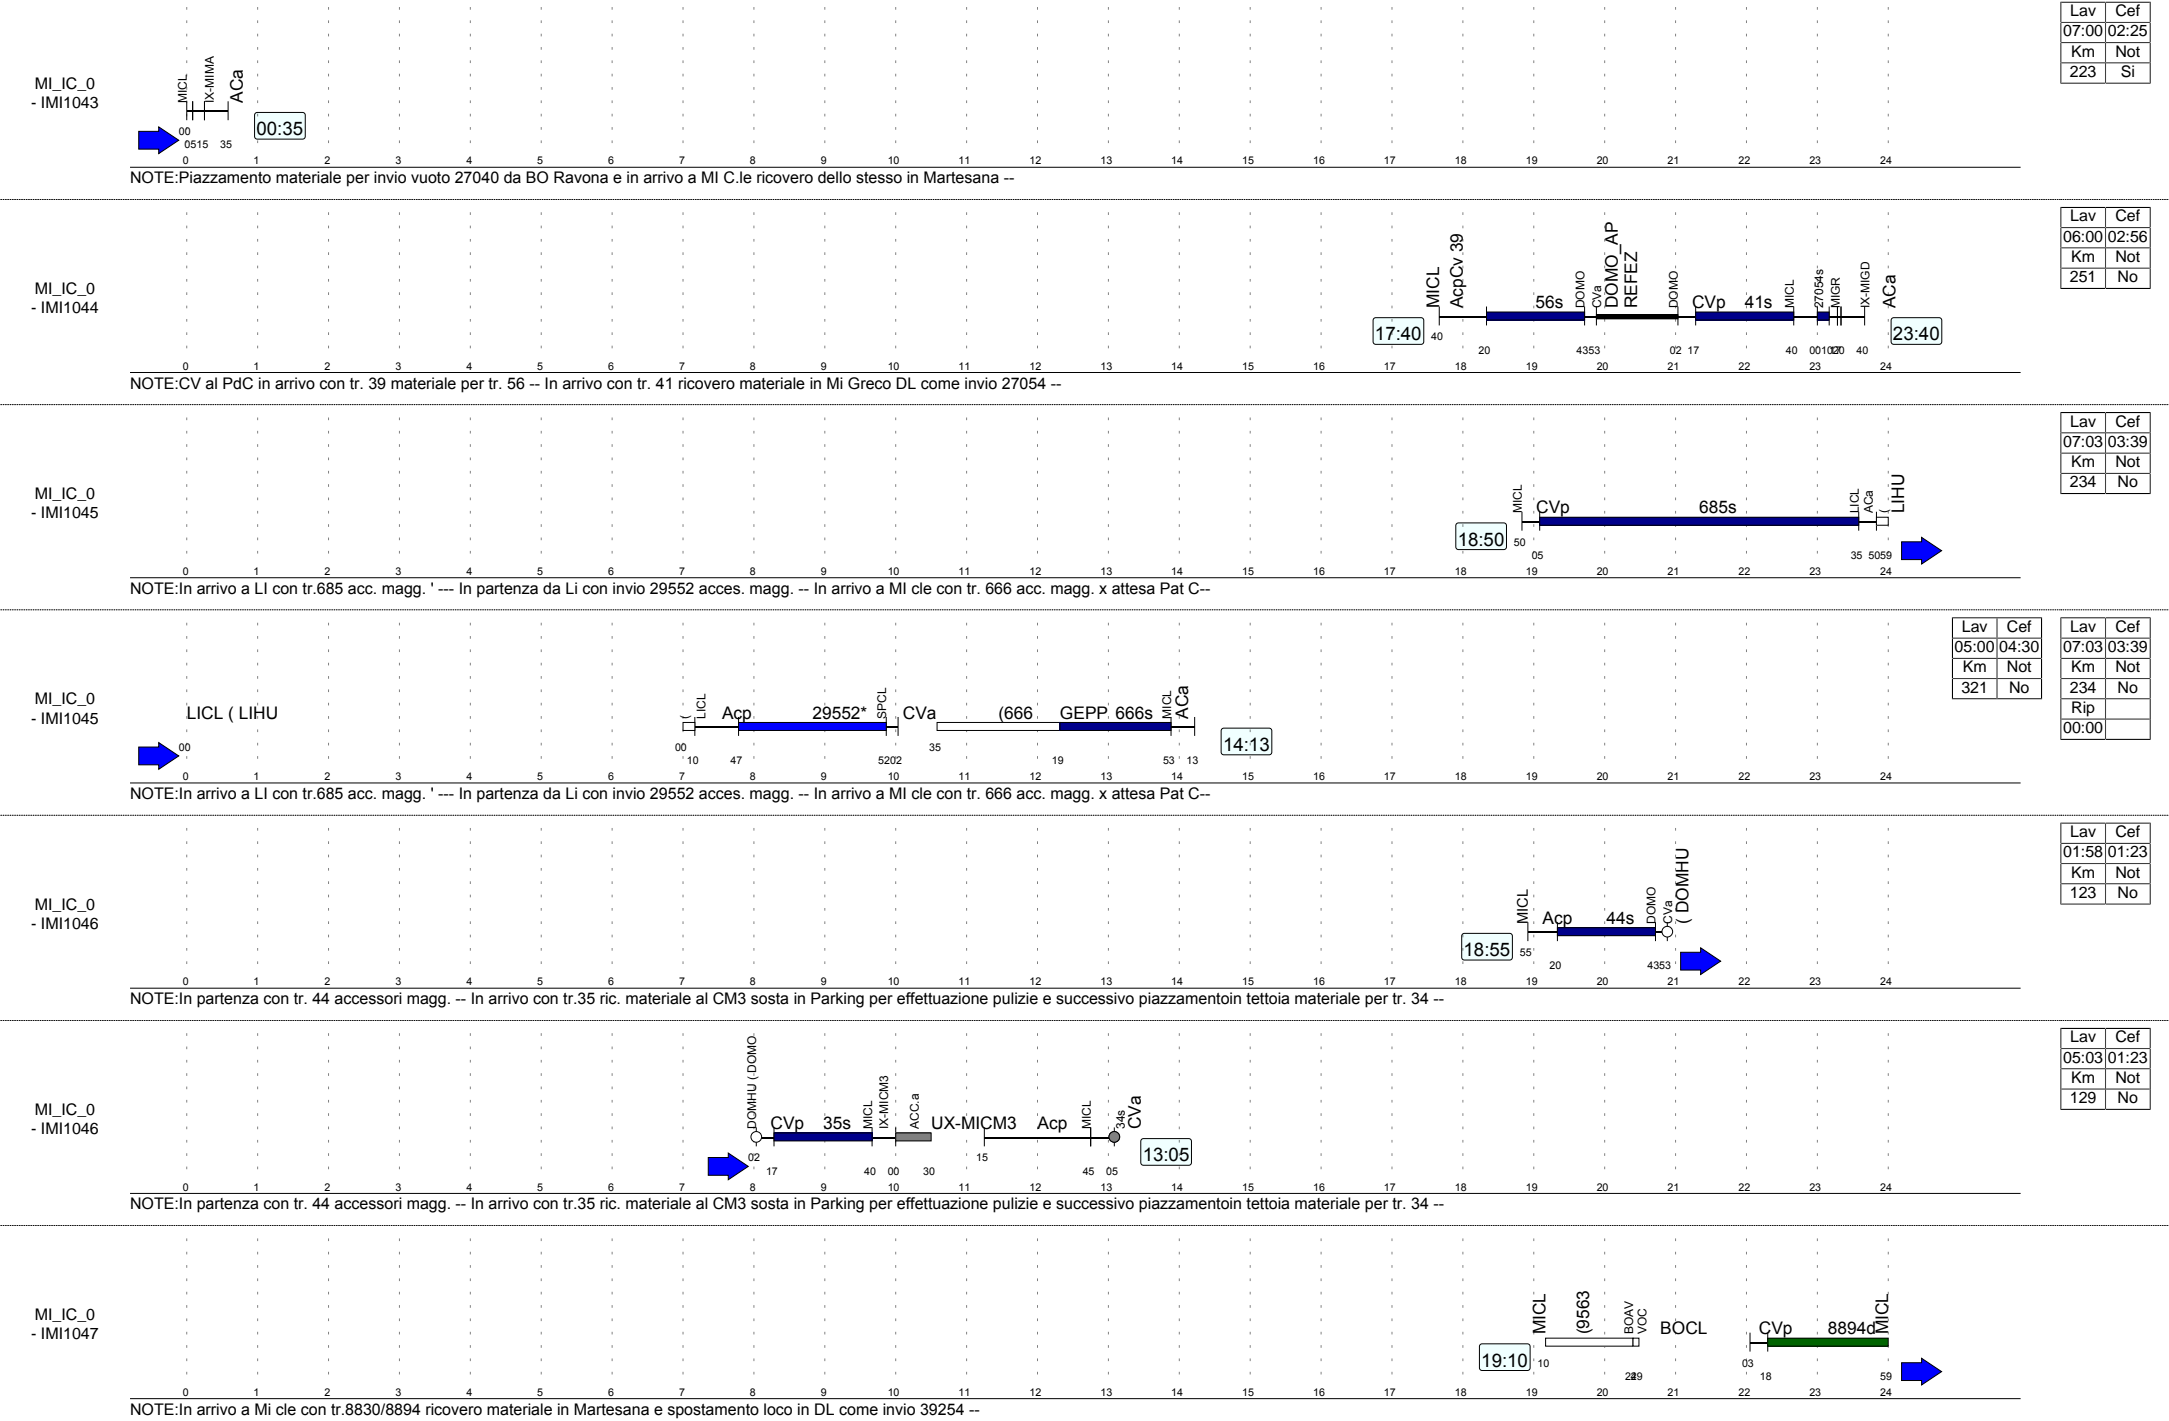 Lav Cef
07:00 02:25
Km Not
223 Si
MI_IC_0
- IMI1043
MICL IX-MIMA ACa
00
05 15 35
00:35
0 1 2 3 4 5 6 7 8 9 10 11 12 13 14 15 16 17 18 19 20 21 22 23 24
NOTE:Piazzamento materiale per invio vuoto 27040 da BO Ravona e in arrivo a MI C.le ricovero dello stesso in Martesana --
Lav Cef
06:00 02:56
Km Not
251 No
MI_IC_0
- IMI1044
17:40
MICL AcpCv 39 56s DOMO CVa DOMO_AP REFEZ DOMO CVp 41s MICL 27054s MIGR IX-MIGD ACa
40 20 43 53 02 17 40 00 10 20 40
23:40
0 1 2 3 4 5 6 7 8 9 10 11 12 13 14 15 16 17 18 19 20 21 22 23 24
NOTE:CV al PdC in arrivo con tr. 39 materiale per tr. 56 -- In arrivo con tr. 41 ricovero materiale in Mi Greco DL come invio 27054 --
Lav Cef
07:03 03:39
Km Not
234 No
MI_IC_0
- IMI1045
18:50
MICL CVp 685s LICL ACa ( LIHU
50 05 35 50 59
0 1 2 3 4 5 6 7 8 9 10 11 12 13 14 15 16 17 18 19 20 21 22 23 24
NOTE:In arrivo a LI con tr.685 acc. magg. ' --- In partenza da Li con invio 29552 acces. magg. -- In arrivo a MI cle con tr. 666 acc. magg. x attesa Pat C--
Lav Cef
05:00 04:30
Km Not
321 No
Lav Cef
07:03 03:39
Km Not
234 No
Rip
00:00
MI_IC_0
- IMI1045
LICL ( LIHU ( LICL Acp 29552* SPCL CVa (666 GEPP 666s MICL ACa
00 00 10 47 52 02 35 19 53 13
14:13
0 1 2 3 4 5 6 7 8 9 10 11 12 13 14 15 16 17 18 19 20 21 22 23 24
NOTE:In arrivo a LI con tr.685 acc. magg. ' --- In partenza da Li con invio 29552 acces. magg. -- In arrivo a MI cle con tr. 666 acc. magg. x attesa Pat C--
Lav Cef
01:58 01:23
Km Not
123 No
MI_IC_0
- IMI1046
18:55
MICL Acp 44s DOMO CVa ( DOMHU
55 20 43 53
0 1 2 3 4 5 6 7 8 9 10 11 12 13 14 15 16 17 18 19 20 21 22 23 24
NOTE:In partenza con tr. 44 accessori magg. -- In arrivo con tr.35 ric. materiale al CM3 sosta in Parking per effettuazione pulizie e successivo piazzamentoin tettoia materiale per tr. 34 --
Lav Cef
05:03 01:23
Km Not
129 No
MI_IC_0
- IMI1046
DOMHU ( DOMO CVp 35s MICL IX-MICM3 ACC.a UX-MICM3 Acp MICL 34s CVa
02 17 40 00 30 15 45 05
13:05
0 1 2 3 4 5 6 7 8 9 10 11 12 13 14 15 16 17 18 19 20 21 22 23 24
NOTE:In partenza con tr. 44 accessori magg. -- In arrivo con tr.35 ric. materiale al CM3 sosta in Parking per effettuazione pulizie e successivo piazzamentoin tettoia materiale per tr. 34 --
MI_IC_0
- IMI1047
19:10
MICL (9563 BOAV VOC BOCL CVp 8894d MICL
10 24 29 03 18 59
0 1 2 3 4 5 6 7 8 9 10 11 12 13 14 15 16 17 18 19 20 21 22 23 24
NOTE:In arrivo a Mi cle con tr.8830/8894 ricovero materiale in Martesana e spostamento loco in DL come invio 39254 --